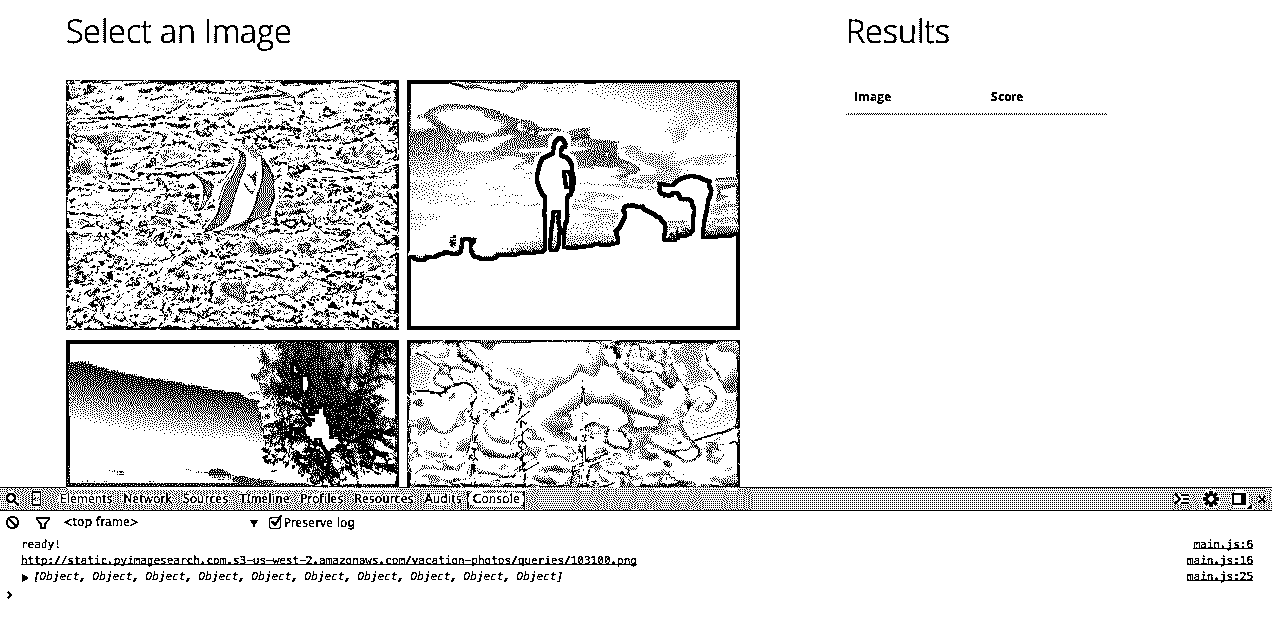 Select an Image
Results
Image Score
Elements Network Sources Timeline Profiles Resources Audits Console
<top frame> ▼ Preserve log
ready! main.js:6
http://static.pyimagesearch.com.s3-us-west-2.amazonaws.com/vacation-photos/queries/103100.png main.js:16
▶ [Object, Object, Object, Object, Object, Object, Object, Object, Object, Object] main.js:25